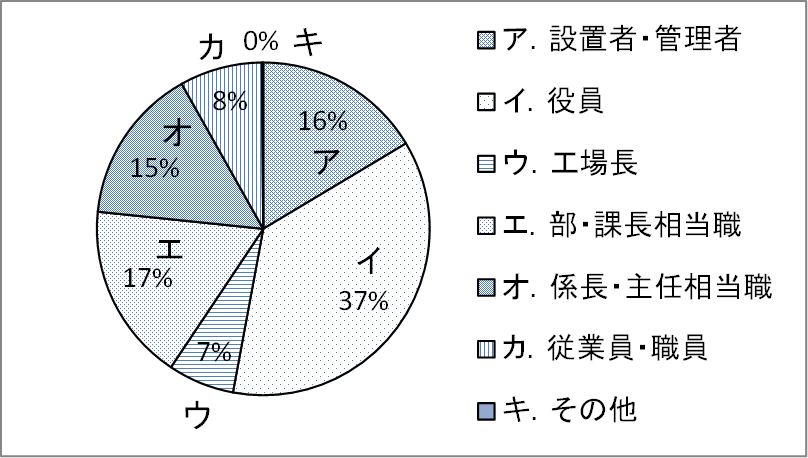 カ 0% キ
8%
16%
ア
オ
15%
エ
17%
イ
37%
7%
ウ
ア. 設置者・管理者
イ. 役員
ウ. 工場長
エ. 部・課長相当職
オ. 係長・主任相当職
カ. 従業員・職員
キ. その他